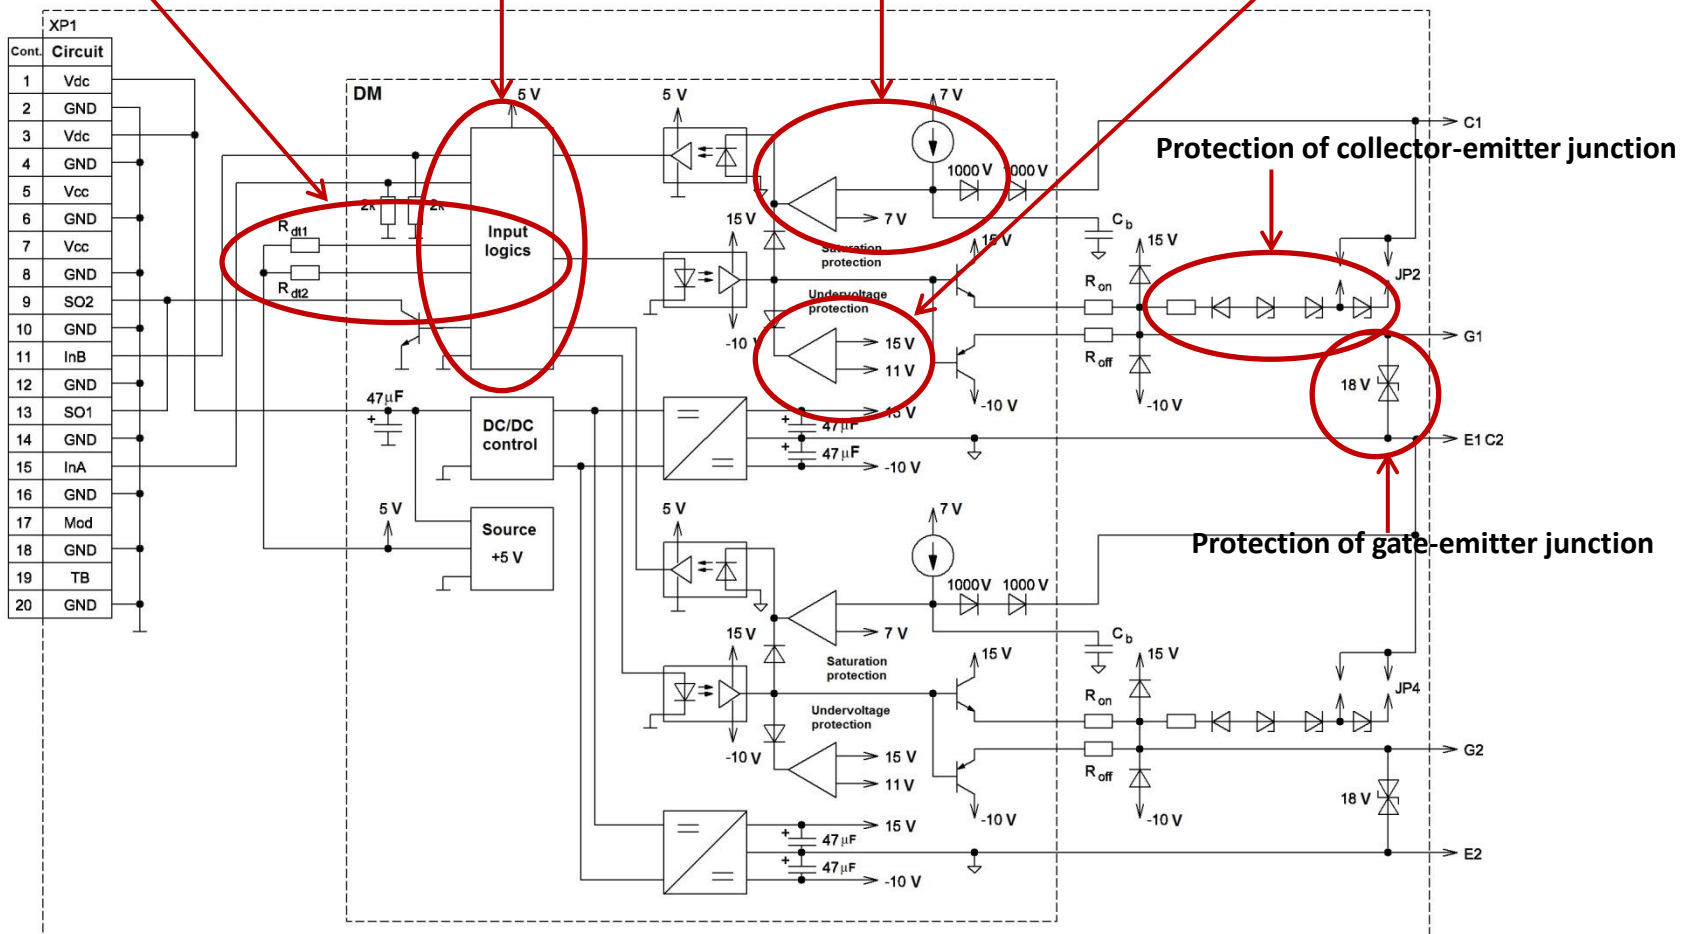 XP1
Cont. Circuit
1 Vdc
2 GND
3 Vdc
4 GND
5 Vcc
6 GND
7 Vcc
8 GND
9 SO2
10 GND
11 InB
12 GND
13 SO1
14 GND
15 InA
16 GND
17 Mod
18 GND
19 TB
20 GND
DM
5 V
5 V
7 V
C1
Protection of collector-emitter junction
1000 V
1000 V
2k
2k
15 V
7 V
Cb
Rdt1
Input
logics
Saturation
protection
15 V
15 V
JP2
Rdt2
Undervoltage
protection
Ron
-10 V
15 V
G1
11 V
Roff
18 V
47µF
+
DC/DC
control
-10 V
-10 V
15 V
+
47µF
E1 C2
+
47µF
-10 V
5 V
Source
+5 V
5 V
7 V
Protection of gate-emitter junction
1000 V
1000 V
15 V
7 V
Cb
Saturation
protection
15 V
15 V
JP4
Ron
Undervoltage
protection
-10 V
15 V
G2
11 V
Roff
18 V
-10 V
-10 V
15 V
+
47µF
E2
+
47µF
-10 V